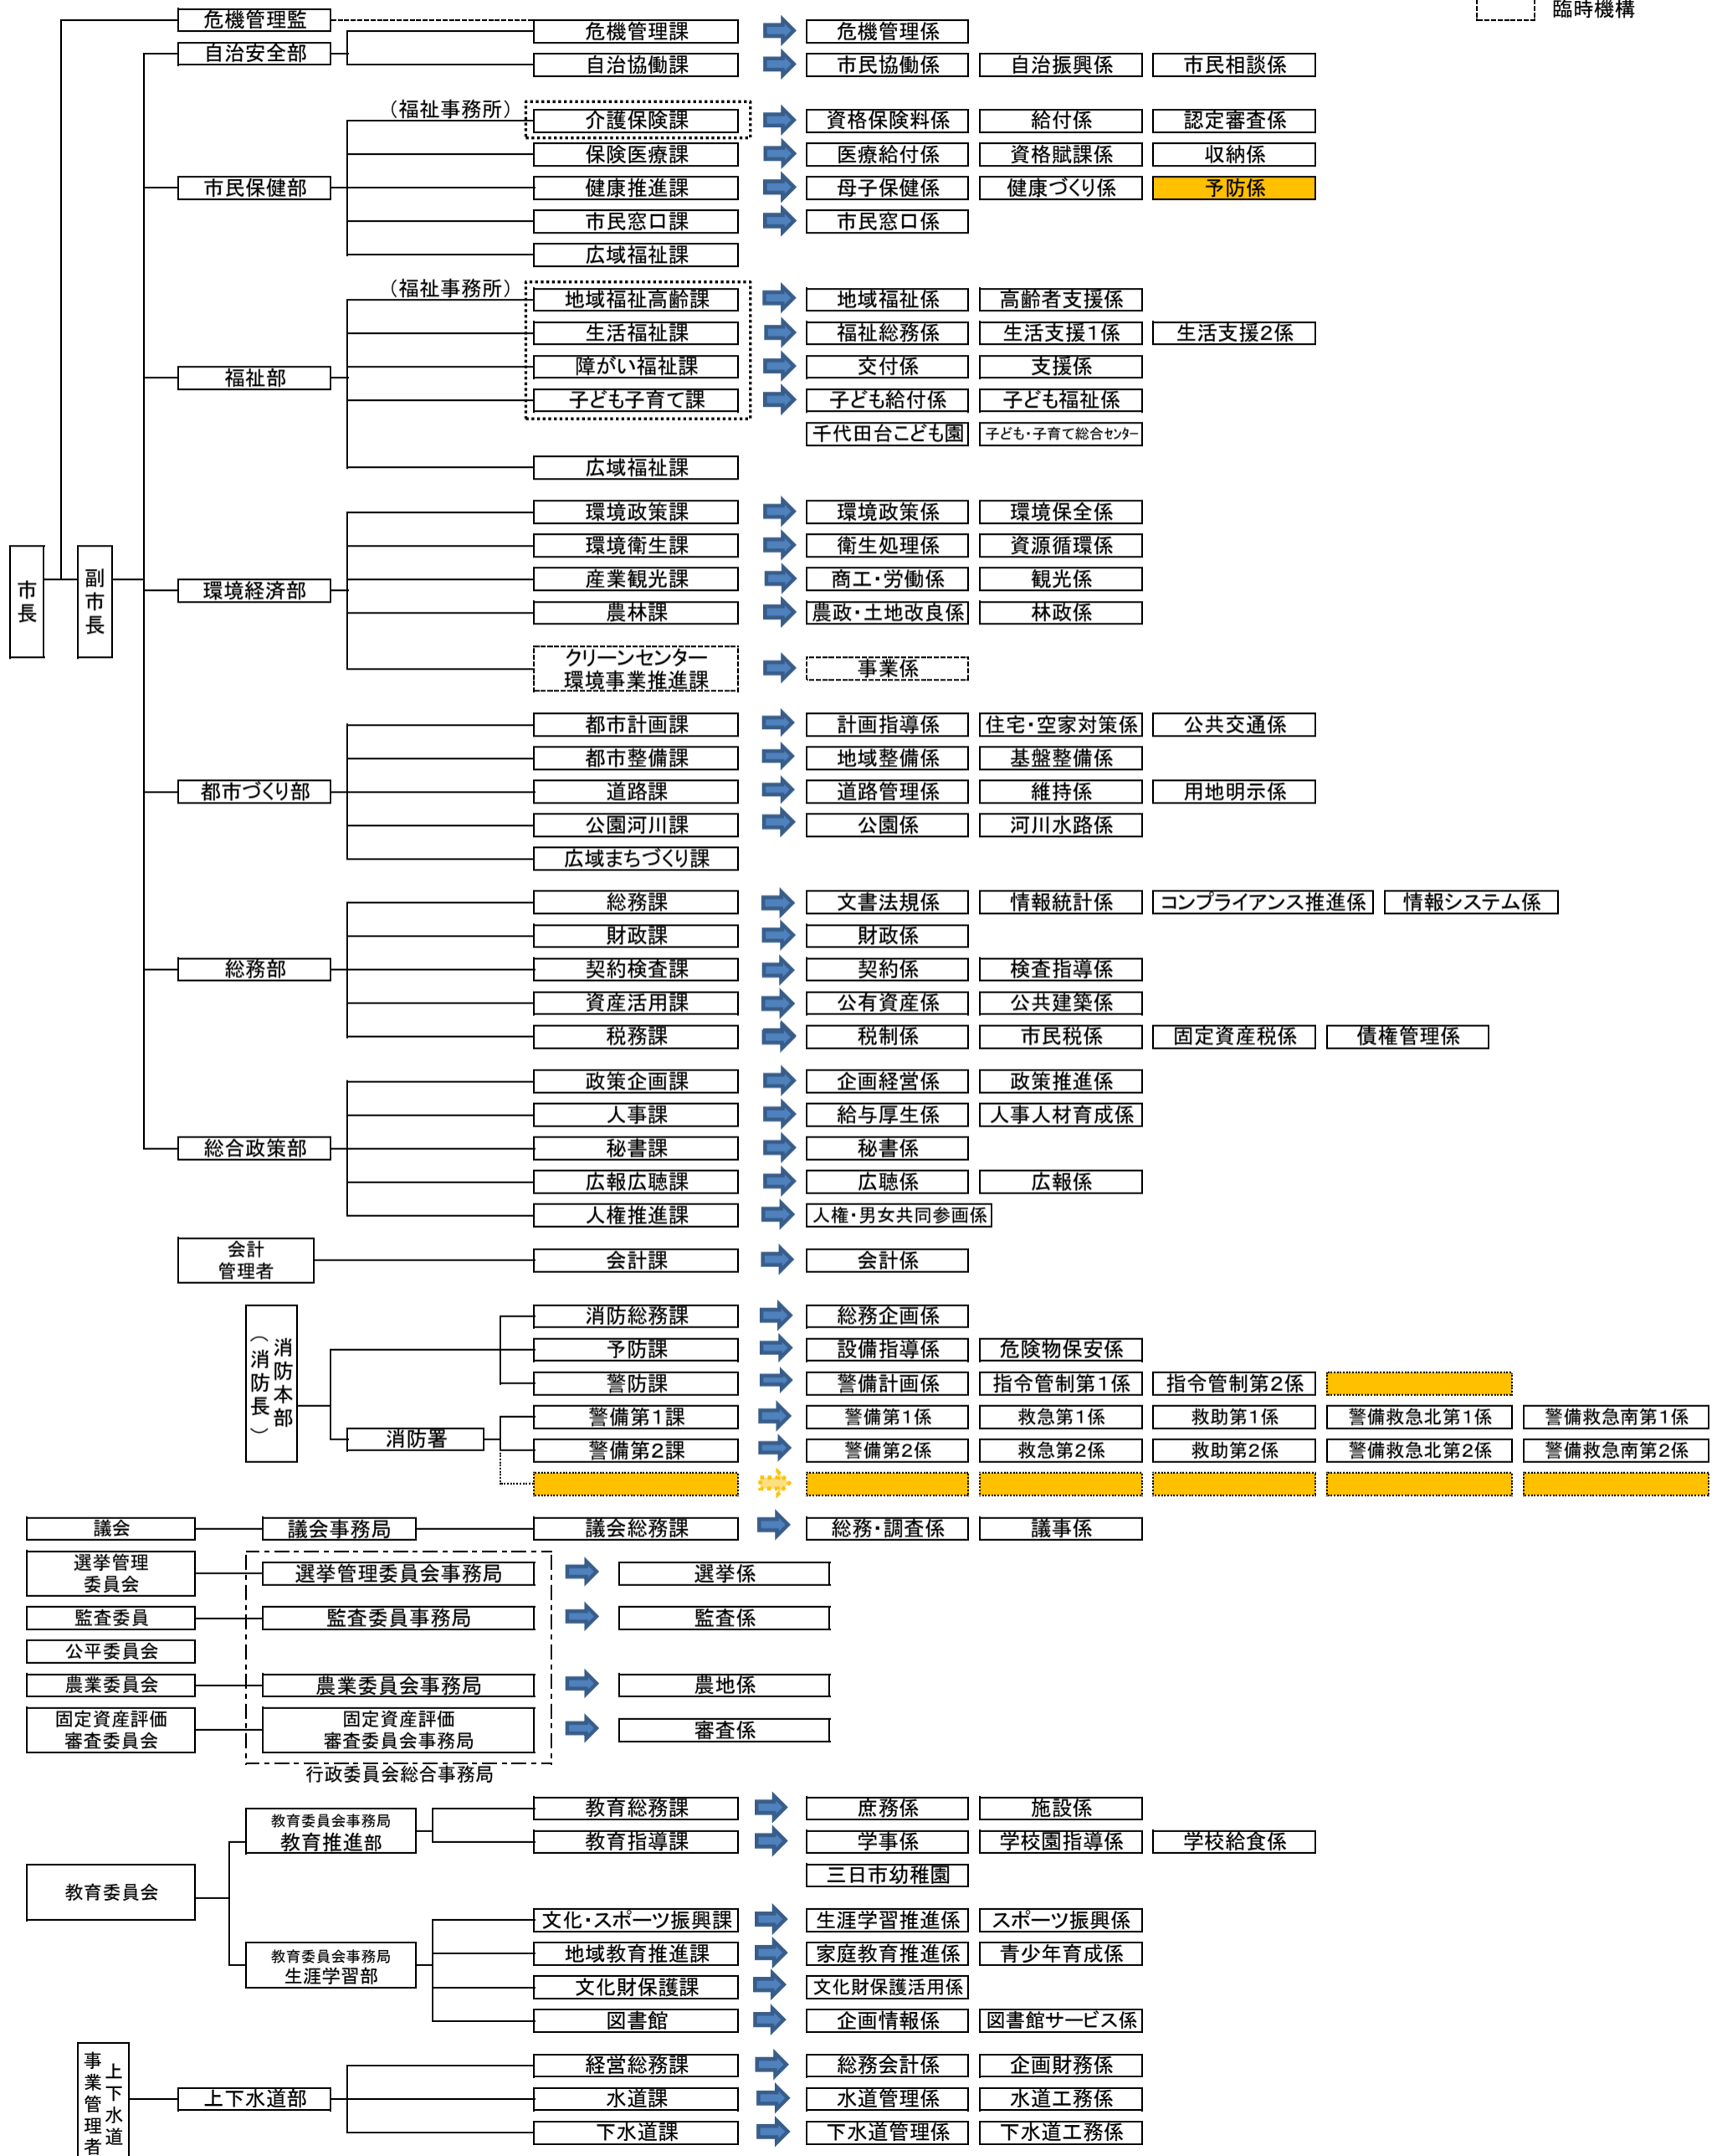 臨時機構
危機管理監
危機管理課 危機管理係
自治安全部
自治協働課 市民協働係 自治振興係 市民相談係
（福祉事務所）
介護保険課 資格保険料係 給付係 認定審査係
保険医療課 医療給付係 資格賦課係 収納係
市民保健部 健康推進課 母子保健係 健康づくり係 予防係
市民窓口課 市民窓口係
広域福祉課
（福祉事務所）
地域福祉高齢課 地域福祉係 高齢者支援係
生活福祉課 福祉総務係 生活支援１係 生活支援２係
福祉部 障がい福祉課 交付係 支援係
子ども子育て課 子ども給付係 子ども福祉係
千代田台こども園 子ども・子育て総合センター
広域福祉課
環境政策課 環境政策係 環境保全係
環境衛生課 衛生処理係 資源循環係
市長
副市長
環境経済部 産業観光課 商工・労働係 観光係
農林課 農政・土地改良係 林政係
クリーンセンター
環境事業推進課
事業係
都市計画課 計画指導係 住宅・空家対策係 公共交通係
都市整備課 地域整備係 基盤整備係
都市づくり部 道路課 道路管理係 維持係 用地明示係
公園河川課 公園係 河川水路係
広域まちづくり課
総務課 文書法規係 情報統計係 コンプライアンス推進係 情報システム係
財政課 財政係
総務部 契約検査課 契約係 検査指導係
資産活用課 公有資産係 公共建築係
税務課 税制係 市民税係 固定資産税係 債権管理係
政策企画課 企画経営係 政策推進係
人事課 給与厚生係 人事人材育成係
総合政策部 秘書課 秘書係
広報広聴課 広聴係 広報係
人権推進課 人権・男女共同参画係
会計
管理者
会計課 会計係
消防本部
（消防長）
消防総務課 総務企画係
予防課 設備指導係 危険物保安係
警防課 警備計画係 指令管制第１係 指令管制第２係
警備第１課 警備第１係 救急第１係 救助第１係 警備救急北第１係 警備救急南第１係
消防署
警備第２課 警備第２係 救急第２係 救助第２係 警備救急北第２係 警備救急南第２係
議会 議会事務局 議会総務課 総務・調査係 議事係
選挙管理
委員会
選挙管理委員会事務局 選挙係
監査委員 監査委員事務局 監査係
公平委員会
農業委員会 農業委員会事務局 農地係
固定資産評価
審査委員会
固定資産評価
審査委員会事務局
審査係
行政委員会総合事務局
教育委員会
教育委員会事務局
教育推進部
教育総務課 庶務係 施設係
教育指導課 学事係 学校園指導係 学校給食係
三日市幼稚園
教育委員会事務局
生涯学習部
文化・スポーツ振興課 生涯学習推進係 スポーツ振興係
地域教育推進課 家庭教育推進係 青少年育成係
文化財保護課 文化財保護活用係
図書館 企画情報係 図書館サービス係
上下水道
事業管理者
経営総務課 総務会計係 企画財務係
上下水道部 水道課 水道管理係 水道工務係
下水道課 下水道管理係 下水道工務係